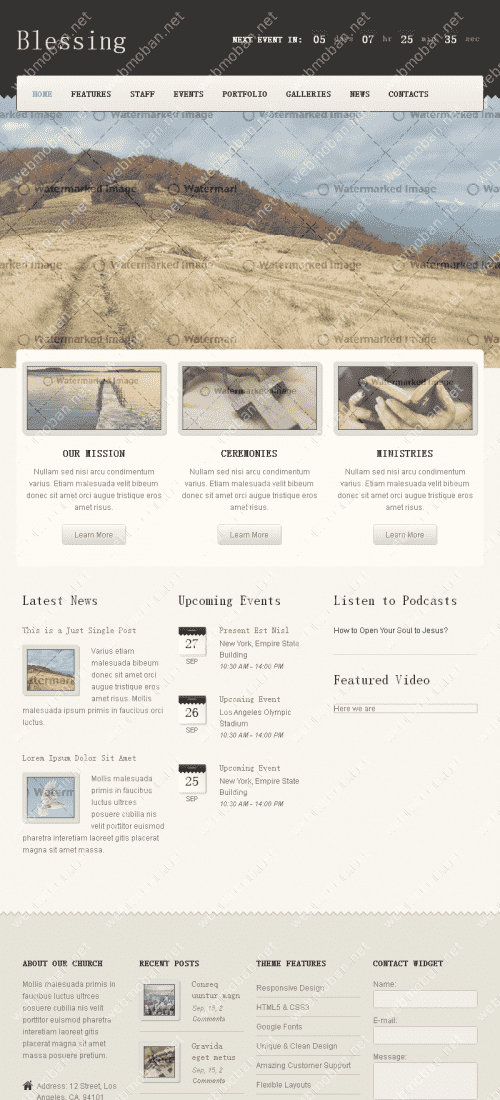 Blessing
NEXT EVENT IN: 05 days 07 hr 25 min 35 sec
HOME FEATURES STAFF EVENTS PORTFOLIO GALLERIES NEWS CONTACTS
OUR MISSION
Nullam sed nisi arcu condimentum
varius. Etiam malesuada velit bibeum
donec sit amet orci augue tristique eros
amet risus.
Learn More
CEREMONIES
Nullam sed nisi arcu condimentum
varius. Etiam malesuada velit bibeum
donec sit amet orci augue tristique eros
amet risus.
Learn More
MINISTRIES
Nullam sed nisi arcu condimentum
varius. Etiam malesuada velit bibeum
donec sit amet orci augue tristique eros
amet risus.
Learn More
Latest News
This is a Just Single Post
Varius etiam
malesuada bibeum
donec sit amet orci
augue tristique eros
amet risus. Mollis
malesuada ipsum primis in faucibus orci
luctus.
Lorem Ipsum Dolor Sit Amet
Mollis malesuada
primis in faucibus
luctus ultrices
posuere cubilia nis
velit porttitor euismod
pharetra interetiam laoreet gitis placerat
magna sit amet massa.
Upcoming Events
27
SEP
Present Est Nisl
New York, Empire State
Building
10:30 AM - 14:00 PM
26
SEP
Upcoming Event
Los Angeles Olympic
Stadium
10:30 AM - 14:00 PM
25
SEP
Upcoming Event
New York, Empire State
Building
10:30 AM - 14:00 PM
Listen to Podcasts
How to Open Your Soul to Jesus?
Featured Video
Here we are
ABOUT OUR CHURCH
Mollis malesuada primis in
faucibus luctus ultrces
posuere cubilia nis velit
porttitor euismod pharetra
interetiam laoreet gitis
placerat magna sit amet
massa posuere pretium.
Address: 12 Street, Los
Angeles, CA, 94101
RECENT POSTS
Conseq
uuntur magn
Sep, 19, 2
Comments
Gravida
eget metus
Sep, 19, 2
Comments
THEME FEATURES
Responsive Design
HTML5 & CSS3
Google Fonts
Unique & Clean Design
Amazing Customer Support
Flexible Layouts
CONTACT WIDGET
Name:
E-mail:
Message:
webmoban.net
Watermarked Image